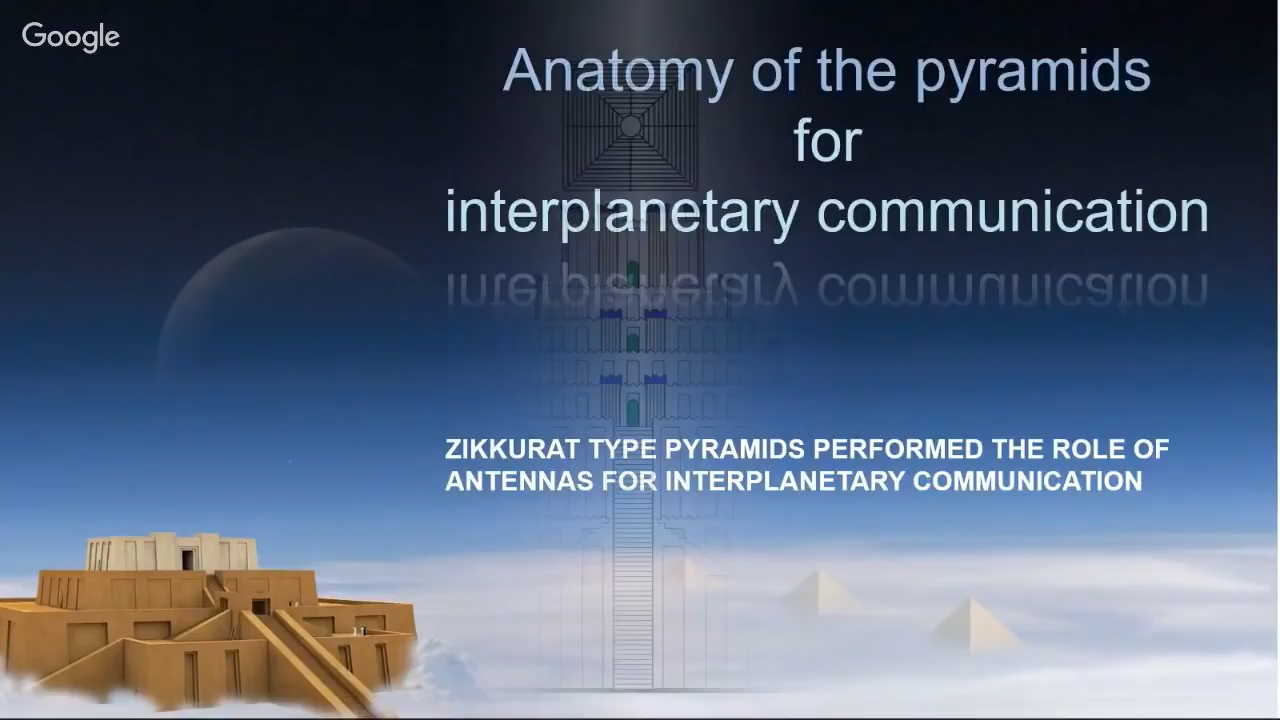 Google
Anatomy of the pyramids
for
interplanetary communication
ZIKKURAT TYPE PYRAMIDS PERFORMED THE ROLE OF
ANTENNAS FOR INTERPLANETARY COMMUNICATION